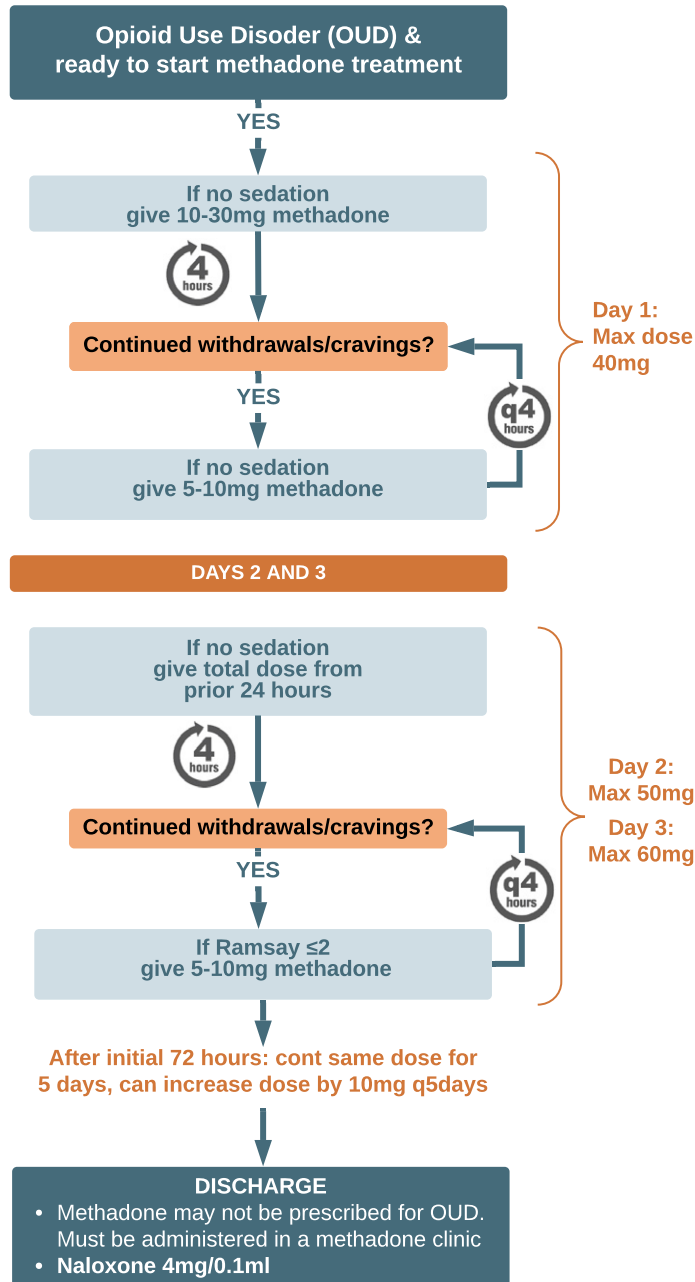 Opioid Use Disoder (OUD) &
ready to start methadone treatment
YES
If no sedation
give 10-30mg methadone
4
hours
Continued withdrawals/cravings?
YES
q4
hours
If no sedation
give 5-10mg methadone
Day 1:
Max dose
40mg
DAYS 2 AND 3
If no sedation
give total dose from
prior 24 hours
4
hours
Continued withdrawals/cravings?
YES
q4
hours
If Ramsay ≤2
give 5-10mg methadone
Day 2:
Max 50mg
Day 3:
Max 60mg
After initial 72 hours: cont same dose for
5 days, can increase dose by 10mg q5days
DISCHARGE
• Methadone may not be prescribed for OUD.
Must be administered in a methadone clinic
• Naloxone 4mg/0.1ml